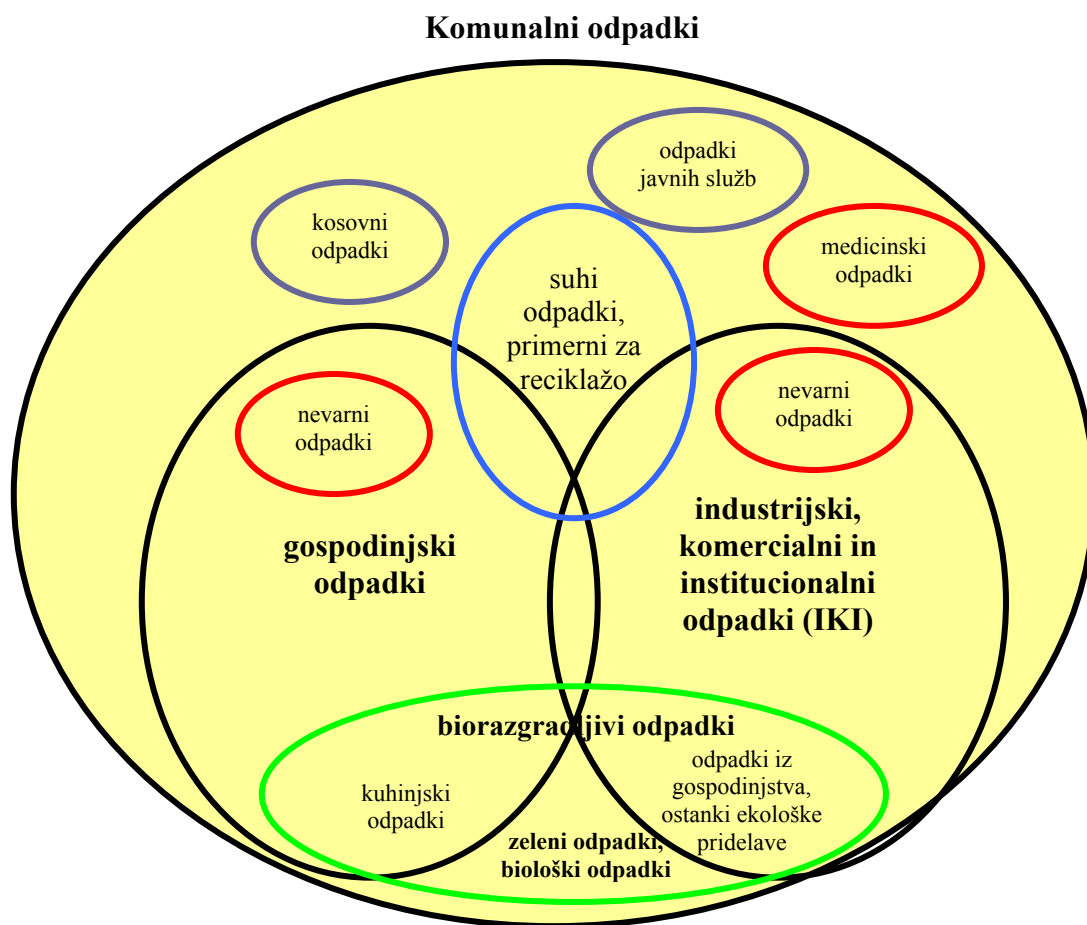 Komunalni odpadki
odpadki
javnih služb
kosovni
odpadki
medicinski
odpadki
suhi
odpadki,
primerni za
reciklažo
nevarni
odpadki
nevarni
odpadki
gospodinjski
odpadki
industrijski,
komercialni in
institucionalni
odpadki (IKI)
biorazgradljivi odpadki
kuhinjski
odpadki
odpadki iz
gospodinjstva,
ostanki ekološke
pridelave
zeleni odpadki,
biološki odpadki